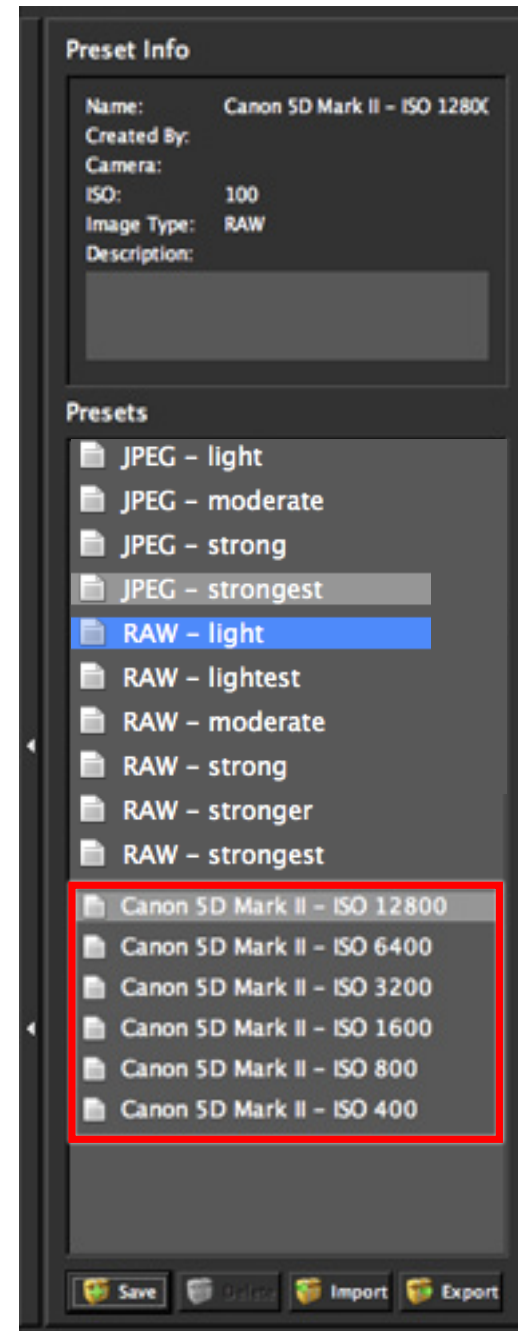 Preset Info
Name: Canon 5D Mark II – ISO 1280
Created By:
Camera:
ISO: 100
Image Type: RAW
Description:
Presets
JPEG – light
JPEG – moderate
JPEG – strong
JPEG – strongest
RAW – light
RAW – lightest
RAW – moderate
RAW – strong
RAW – stronger
RAW – strongest
Canon 5D Mark II – ISO 12800
Canon 5D Mark II – ISO 6400
Canon 5D Mark II – ISO 3200
Canon 5D Mark II – ISO 1600
Canon 5D Mark II – ISO 800
Canon 5D Mark II – ISO 400
Save Delete Import Export